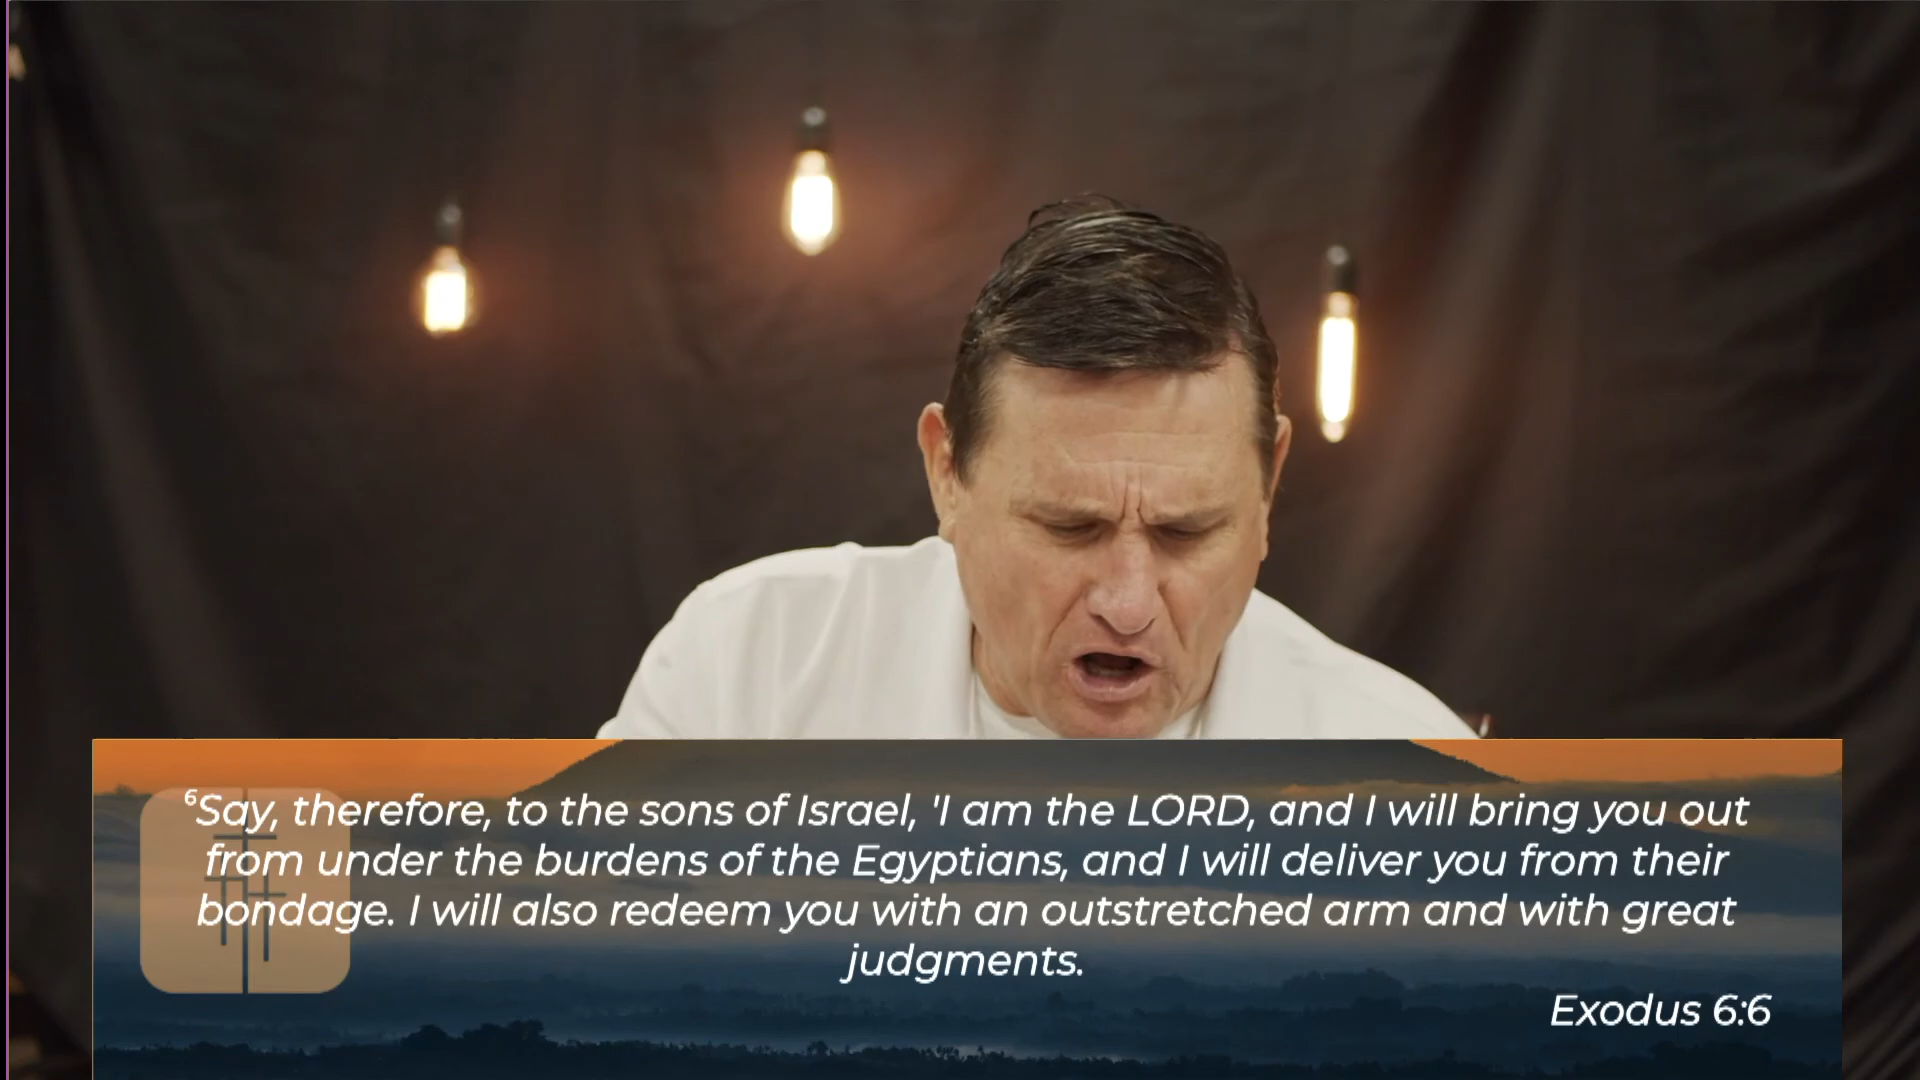 ⁶Say, therefore, to the sons of Israel, 'I am the LORD, and I will bring you out
from under the burdens of the Egyptians, and I will deliver you from their
bondage. I will also redeem you with an outstretched arm and with great
judgments.
Exodus 6:6